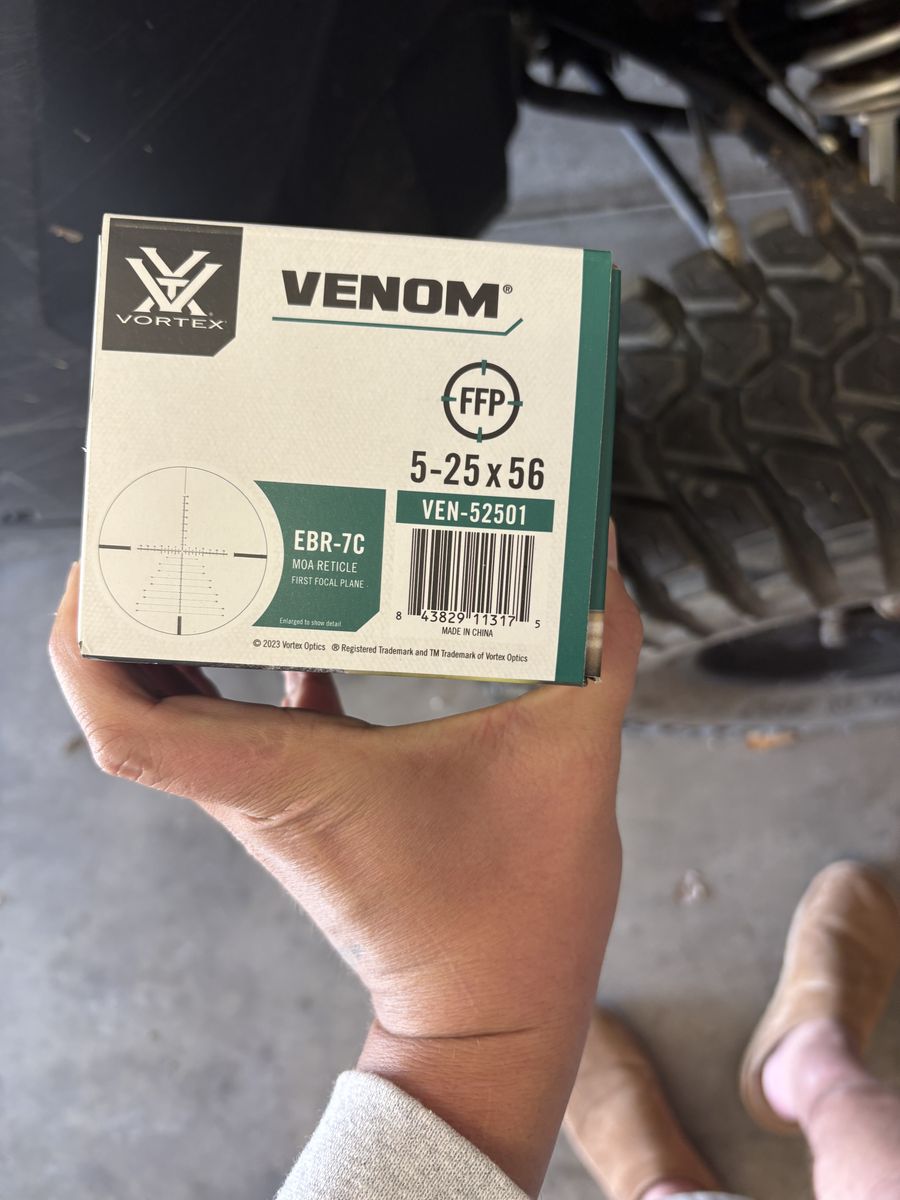 VORTEX
VENOM®
FFP
5-25x56
VEN-52501
EBR-7C
MOA RETICLE
FIRST FOCAL PLANE
Enlarged to show detail
8 43829 11317 5
MADE IN CHINA
© 2023 Vortex Optics ® Registered Trademark and TM Trademark of Vortex Optics